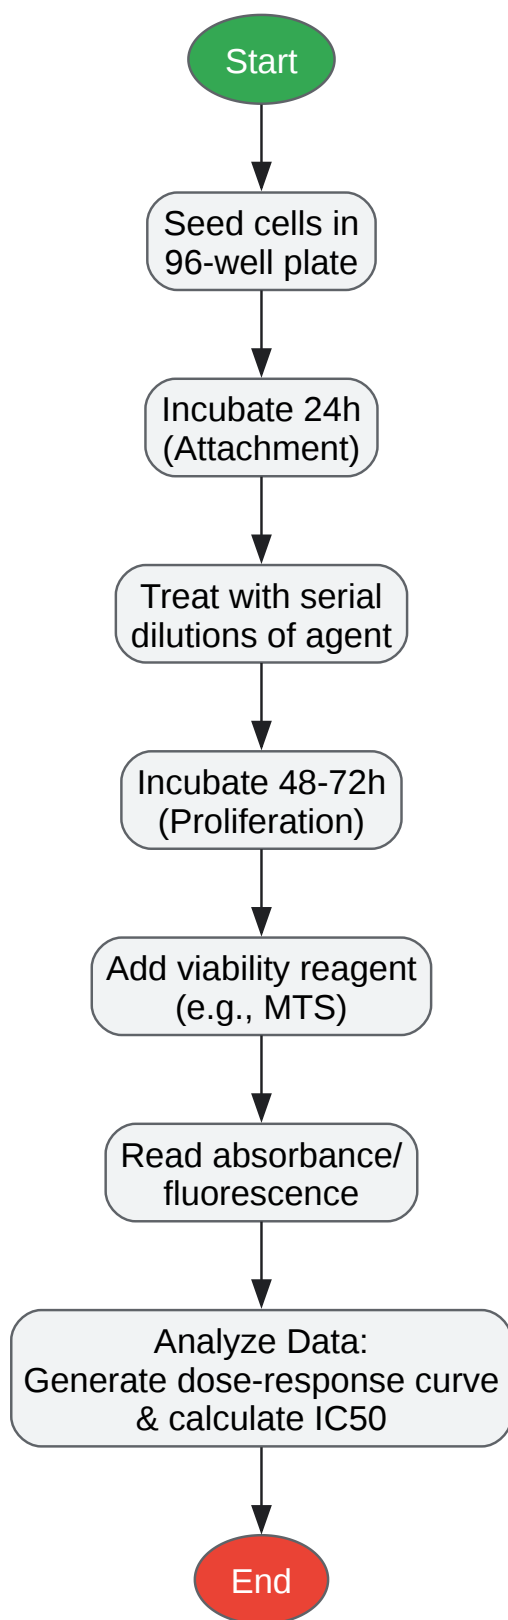 Start
Seed cells in
96-well plate
Incubate 24h
(Attachment)
Treat with serial
dilutions of agent
Incubate 48-72h
(Proliferation)
Add viability reagent
(e.g., MTS)
Read absorbance/
fluorescence
Analyze Data:
Generate dose-response curve
& calculate IC50
End